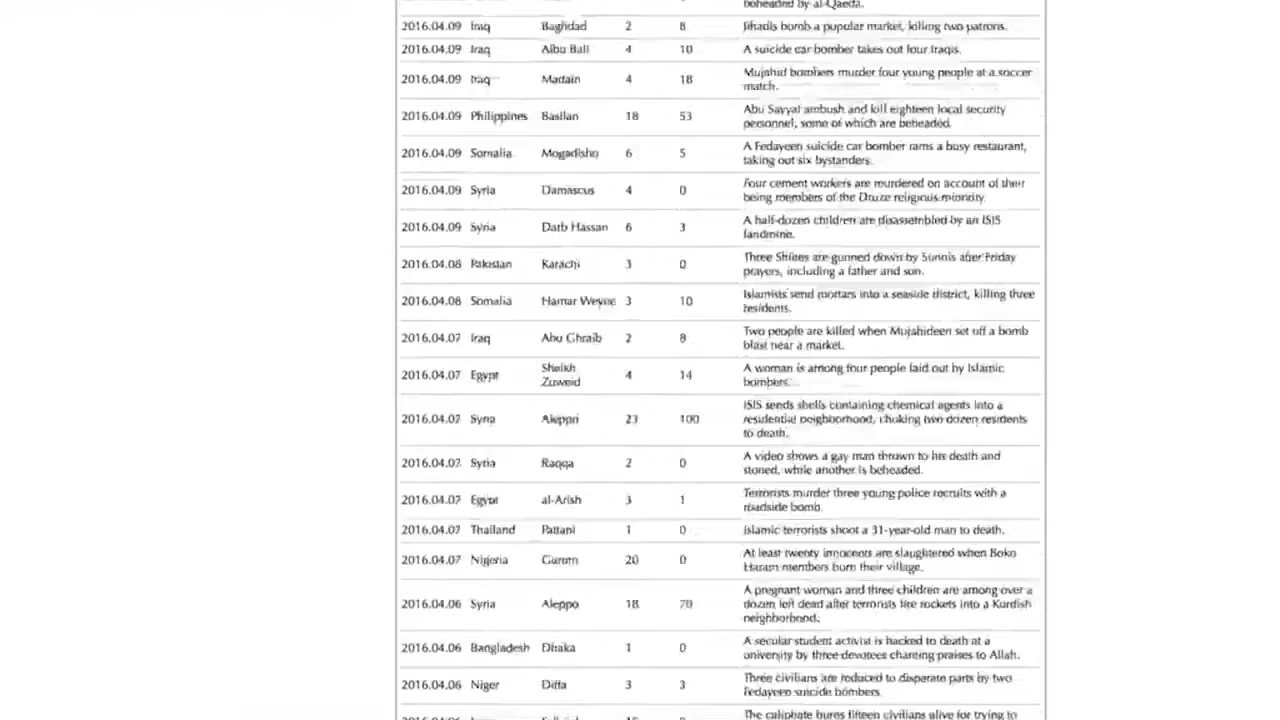 beheaded by al-Qaeda.
2016.04.09 Iraq Baghdad 2 8 Jihadis bomb a popular market, killing two patrons.
2016.04.09 Iraq Albu Bali 4 10 A suicide car bomber takes out four Iraqis.
2016.04.09 Iraq Madain 4 18 Mujahid bombers murder four young people at a soccer
match.
2016.04.09 Philippines Basilan 18 53 Abu Sayyaf ambush and kill eighteen local security
personnel, some of which are beheaded.
2016.04.09 Somalia Mogadishu 6 5 A Fedayeen suicide car bomber rams a busy restaurant,
taking out six bystanders.
2016.04.09 Syria Damascus 4 0 Four cement workers are murdered on account of their
being members of the Druze religious minority.
2016.04.09 Syria Darb Hassan 6 3 A half-dozen children are disassembled by an ISIS
landmine.
2016.04.08 Pakistan Karachi 3 0 Three Shiites are gunned down by Sunnis after Friday
prayers, including a father and son.
2016.04.08 Somalia Hamar Weyne 3 10 Islamists send mortars into a seaside district, killing three
residents.
2016.04.07 Iraq Abu Ghraib 2 8 Two people are killed when Mujahideen set off a bomb
blast near a market.
2016.04.07 Egypt Sheikh Zuweid 4 14 A woman is among four people laid out by Islamic
bombers.
2016.04.07 Syria Aleppo 23 100 ISIS sends shells containing chemical agents into a
residential neighborhood, choking two dozen residents
to death.
2016.04.07 Syria Raqqa 2 0 A video shows a gay man thrown to his death and
stoned, while another is beheaded.
2016.04.07 Egypt al-Arish 3 1 Terrorists murder three young police recruits with a
roadside bomb.
2016.04.07 Thailand Pattani 1 0 Islamic terrorists shoot a 31-year-old man to death.
2016.04.07 Nigeria 20 0 At least twenty innocents are slaughtered when Boko
Haram members burn their village.
2016.04.06 Syria Aleppo 18 70 A pregnant woman and three children are among over a
dozen left dead after terrorists fire rockets into a Kurdish
neighborhood.
2016.04.06 Bangladesh Dhaka 1 0 A secular student activist is hacked to death at a
university by three devotees chanting praises to Allah.
2016.04.06 Niger Diffa 3 3 Three civilians are reduced to disparate parts by two
Fedayeen suicide bombers.
The caliphate burns fifteen civilians alive for trying to